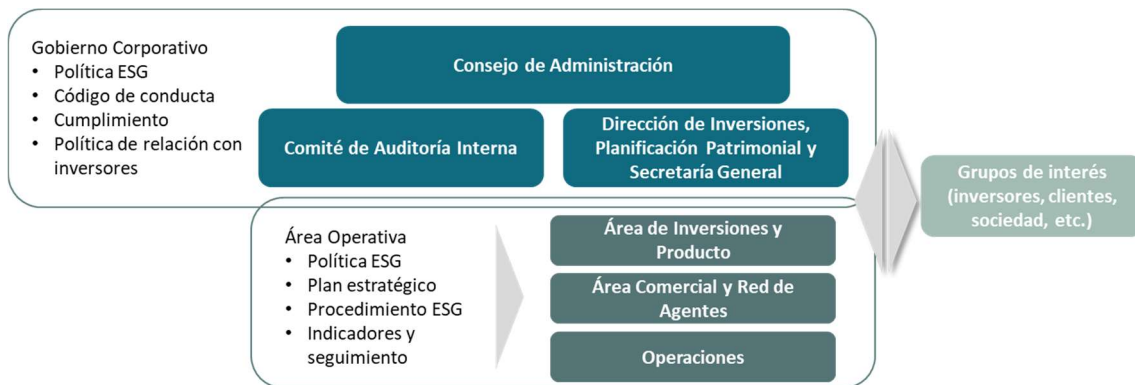 Gobierno Corporativo
• Política ESG
• Código de conducta
• Cumplimiento
• Política de relación con
inversores
Consejo de Administración
Comité de Auditoría Interna
Dirección de Inversiones,
Planificación Patrimonial y
Secretaría General
Grupos de interés
(inversores, clientes,
sociedad, etc.)
Área Operativa
• Política ESG
• Plan estratégico
• Procedimiento ESG
• Indicadores y
seguimiento
Área de Inversiones y
Producto
Área Comercial y Red de
Agentes
Operaciones